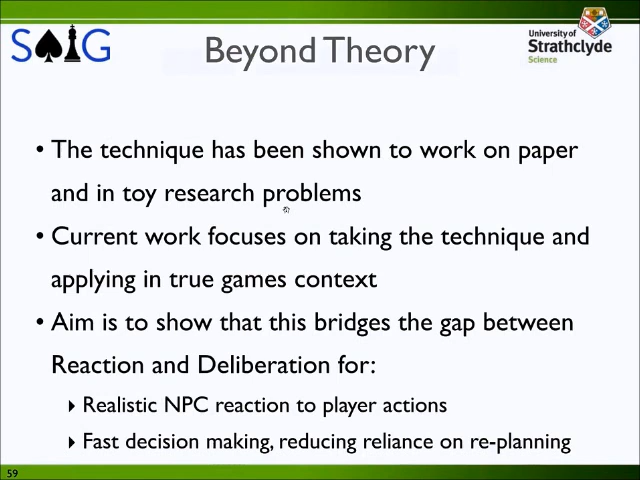 SAIG
Beyond Theory
University of
Strathclyde
Science
• The technique has been shown to work on paper
and in toy research problems
• Current work focuses on taking the technique and
applying in true games context
• Aim is to show that this bridges the gap between
Reaction and Deliberation for:
Realistic NPC reaction to player actions
Fast decision making, reducing reliance on re-planning
59